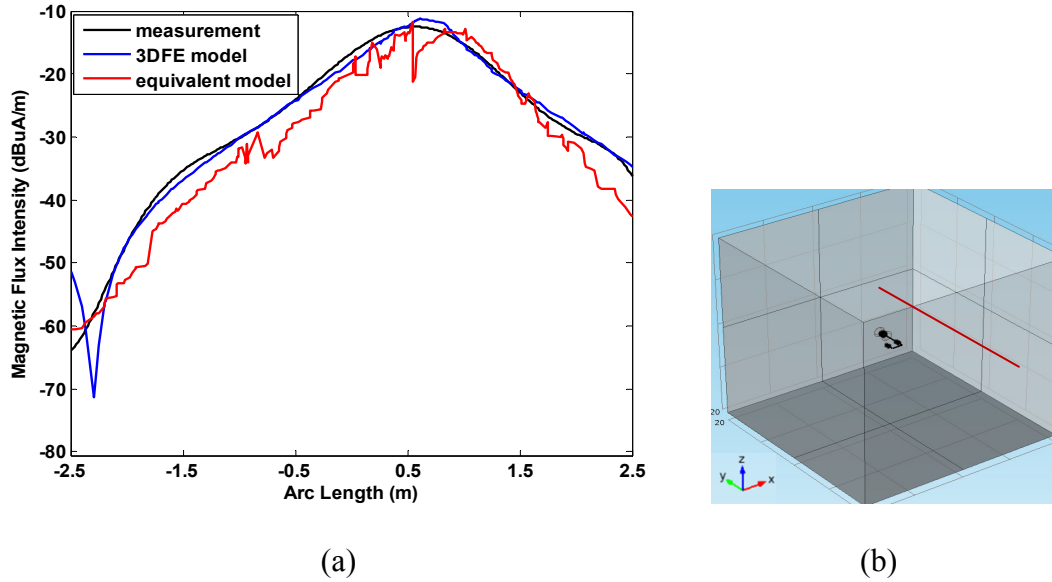 -10
-20
-30
-40
-50
-60
-70
-80
-2.5
-1.5
-0.5
0.5
1.5
2.5
Magnetic Flux Intensity (dBuA/m)
Arc Length (m)
measurement
3DFE model
equivalent model
20
20
z
y
x
(a)
(b)